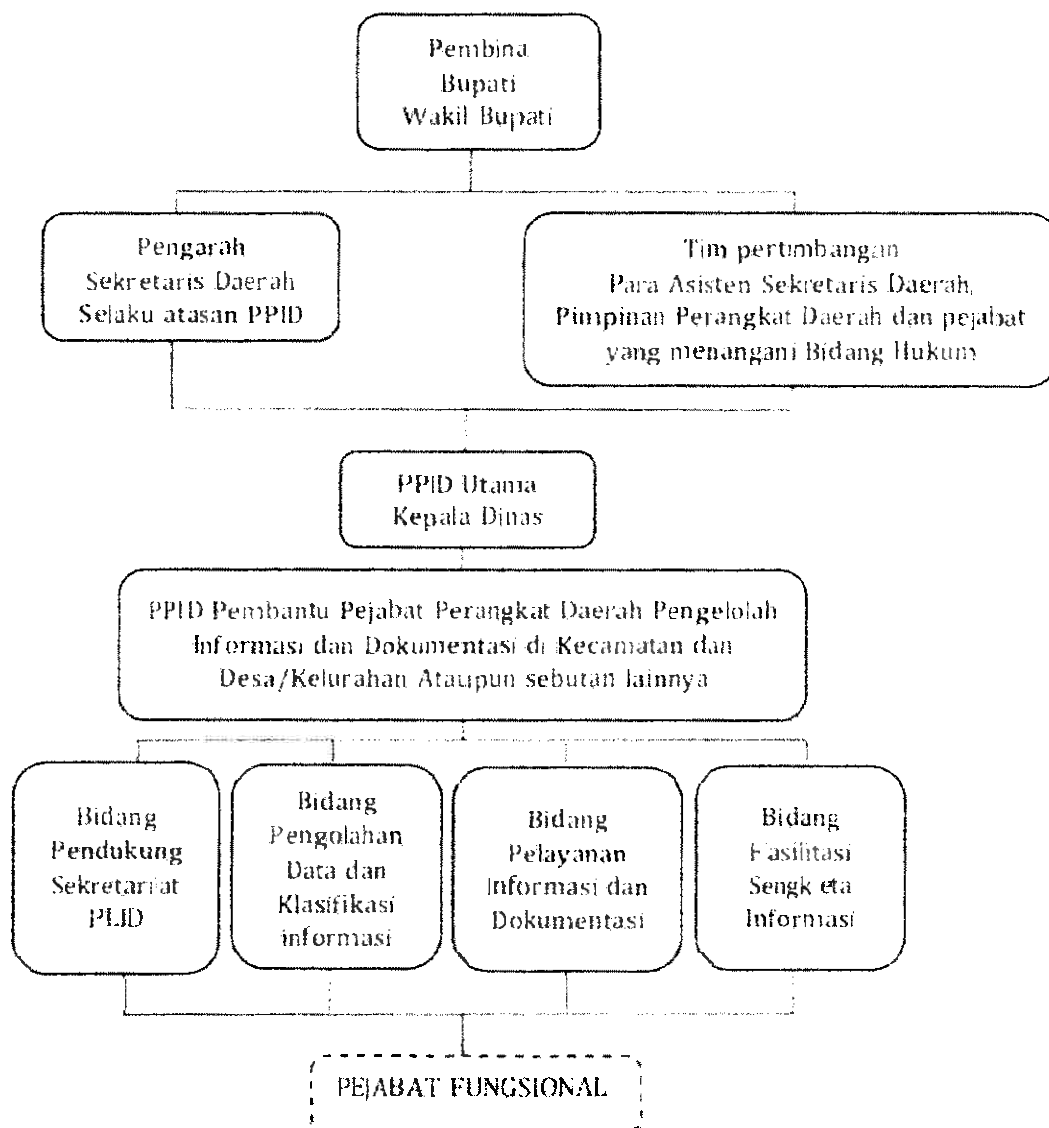 Pembina
Bupati
Wakil Bupati
Pengarah
Sekretaris Daerah
Selaku atasan PPID
Tim pertimbangan
Para Asisten Sekretaris Daerah,
Pimpinan Perangkat Daerah dan pejabat
yang menangani Bidang Hukum
PPID Utama
Kepala Dinas
PPID Pembantu Pejabat Perangkat Daerah Pengelolah
Informasi dan Dokumentasi di Kecamatan dan
Desa/Kelurahan Ataupun sebutan lainnya
Bidang
Pendukung
Sekretariat
PLID
Bidang
Pengolahan
Data dan
Klasifikasi
informasi
Bidang
Pelayanan
Informasi dan
Dokumentasi
Bidang
Fasilitasi
Sengketa
Informasi
PEJABAT FUNGSIONAL